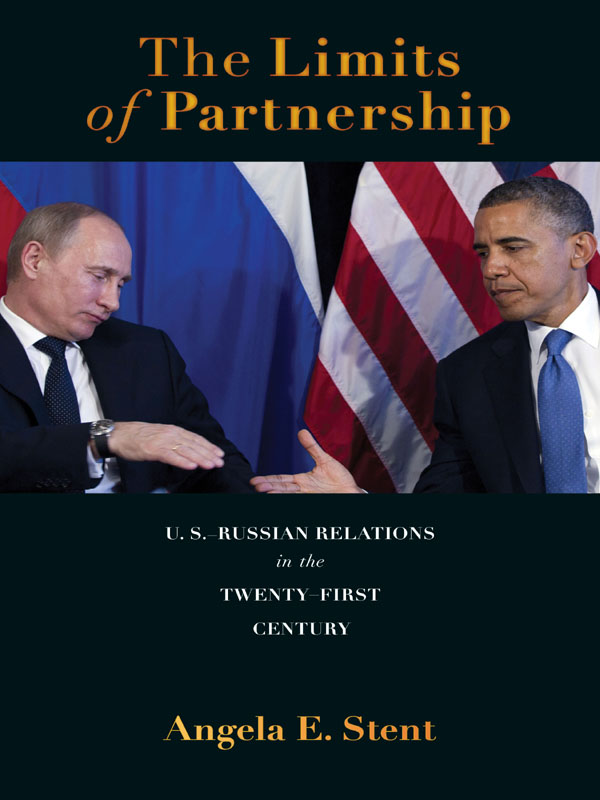 The Limits
of Partnership
U. S.–RUSSIAN RELATIONS
in the
TWENTY–FIRST
CENTURY
Angela E. Stent